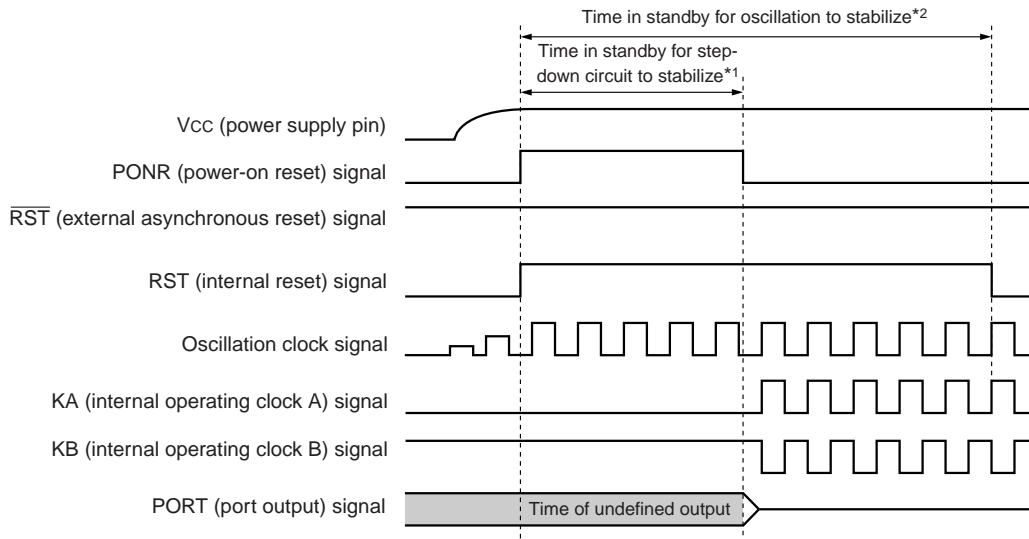 Time in standby for oscillation to stabilize*2
Time in standby for step-
down circuit to stabilize*1
VCC (power supply pin)
PONR (power-on reset) signal
RST (external asynchronous reset) signal
RST (internal reset) signal
Oscillation clock signal
KA (internal operating clock A) signal
KB (internal operating clock B) signal
PORT (port output) signal
Time of undefined output